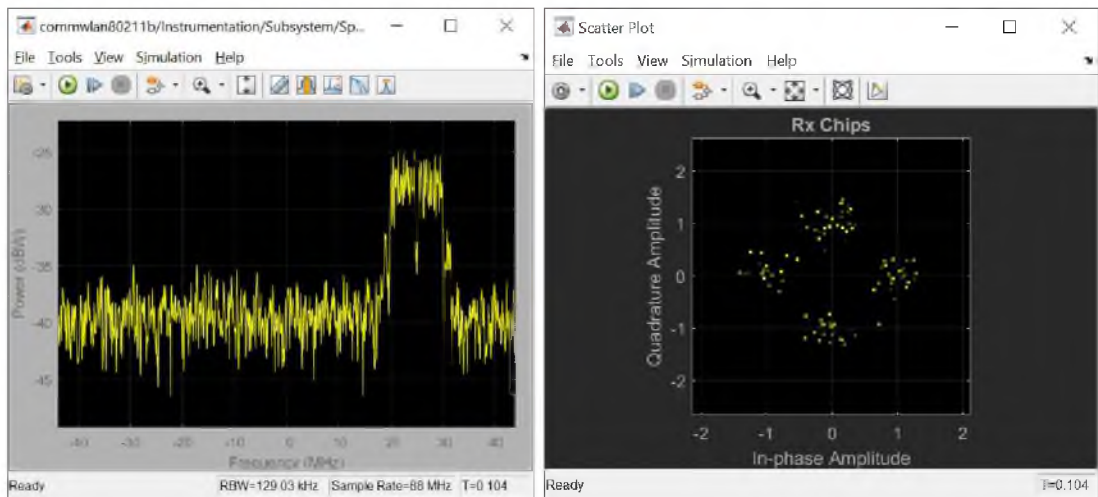 commwlan80211b/Instrumentation/Subsystem/Sp...
File Tools View Simulation Help
-25
-30
-35
-40
-45
Power (dBW)
-40 -30 -20 -10 0 10 20 30 40
Frequency (MHz)
Ready RBW=129.03 kHz Sample Rate=88 MHz T=0.104
Scatter Plot
File Tools View Simulation Help
Rx Chips
2
1
0
-1
-2
Quadrature Amplitude
-2 -1 0 1 2
In-phase Amplitude
Ready T=0.104